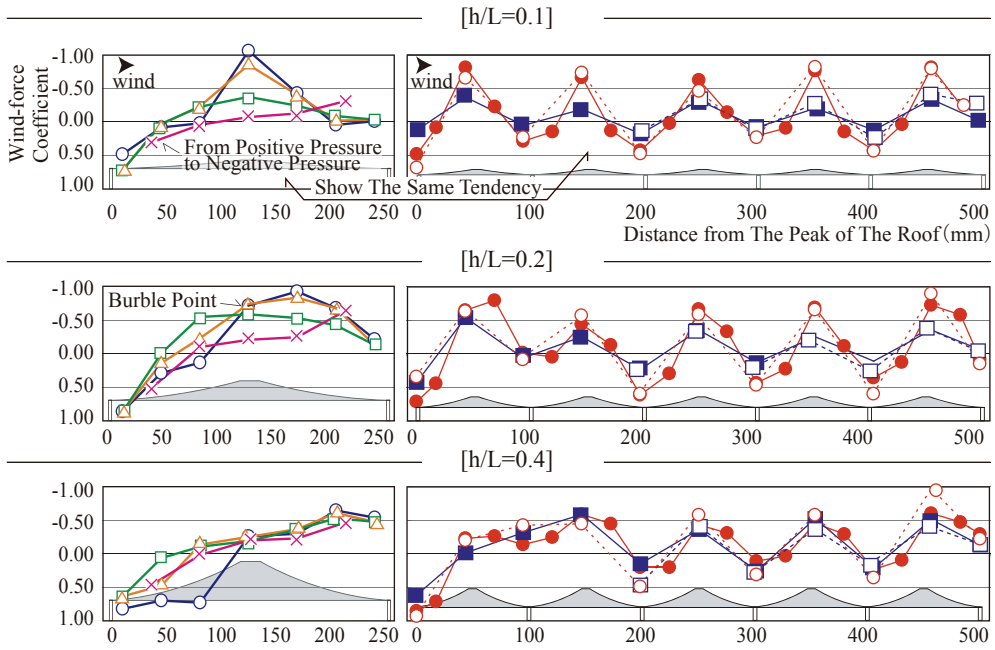 [h/L=0.1]
Wind-force
Coefficient
-1.00
-0.50
0.00
0.50
1.00
wind
From Positive Pressure
to Negative Pressure
wind
Show The Same Tendency
0 50 100 150 200 250
0 100 200 300 400 500
Distance from The Peak of The Roof(mm)
[h/L=0.2]
-1.00
-0.50
0.00
0.50
1.00
Burble Point
0 50 100 150 200 250
0 100 200 300 400 500
[h/L=0.4]
-1.00
-0.50
0.00
0.50
1.00
0 50 100 150 200 250
0 100 200 300 400 500